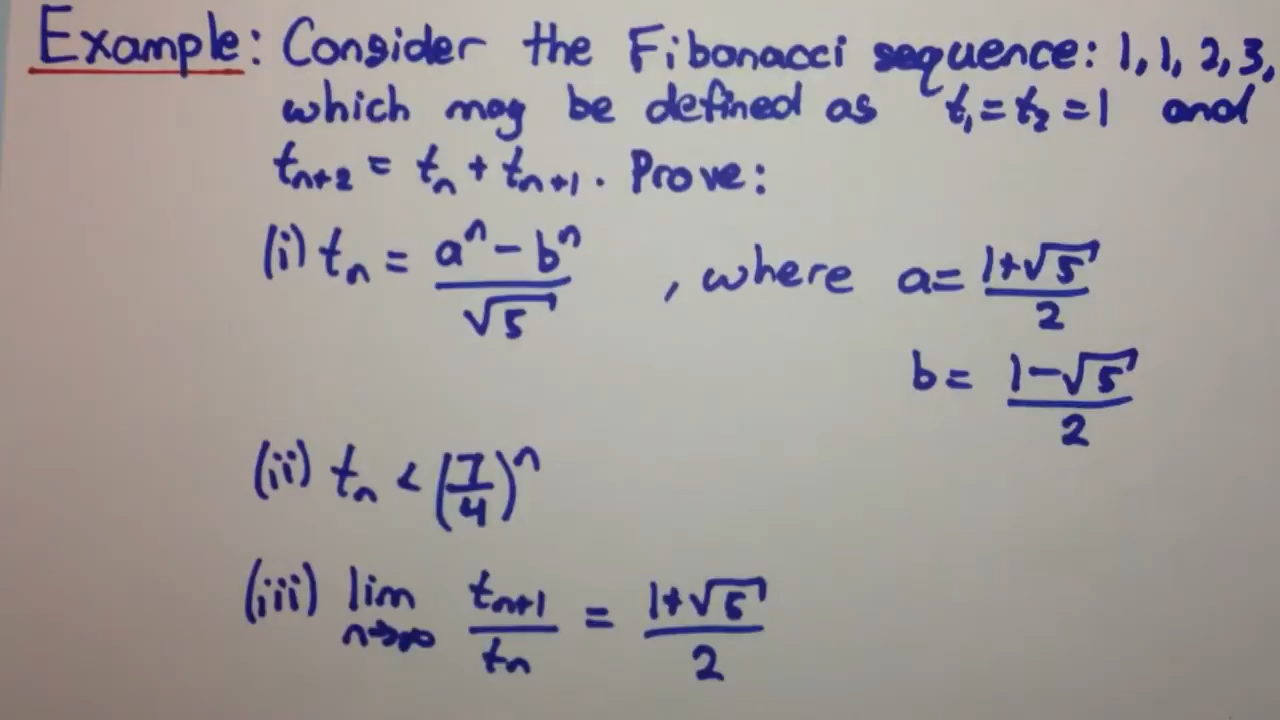 Example: Consider the Fibonacci sequence: 1, 1, 2, 3,
which may be defined as t₁ = t₂ = 1 and
tₙ₊₂ = tₙ + tₙ₊₁. Prove:
(i) tₙ = (aⁿ - bⁿ)/√5 , where a = (1+√5)/2
b = (1-√5)/2
(ii) tₙ < (7/4)ⁿ
(iii) lim n→∞ tₙ₊₁/tₙ = (1+√5)/2